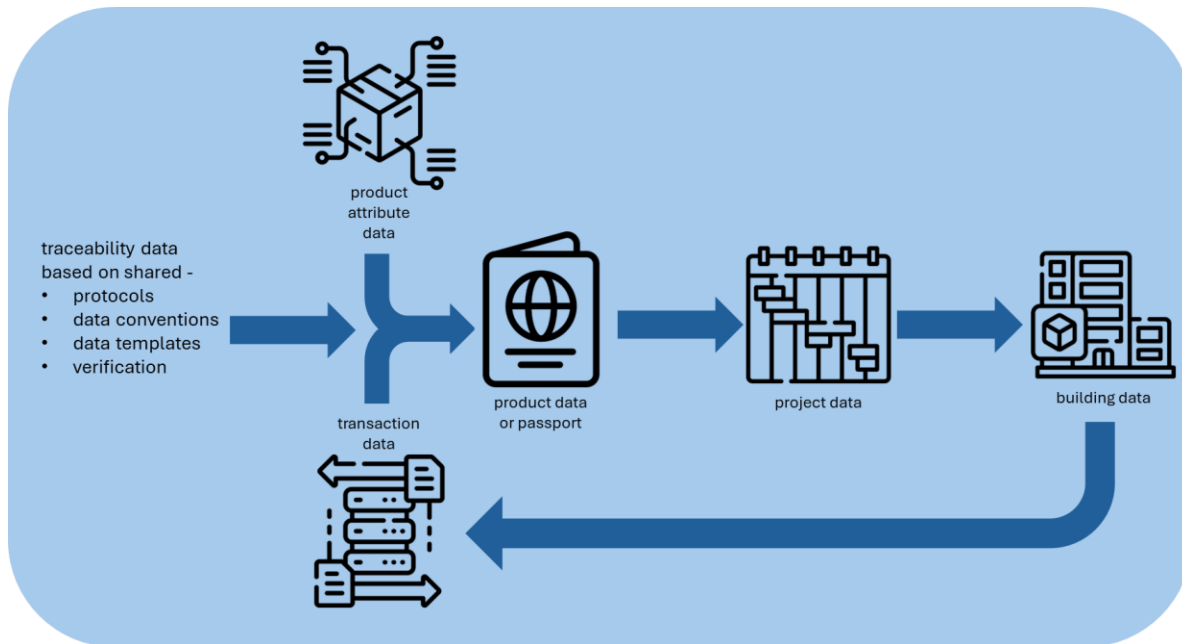 product
attribute
data
traceability data
based on shared -
• protocols
• data conventions
• data templates
• verification
transaction
data
product data
or passport
project data
building data